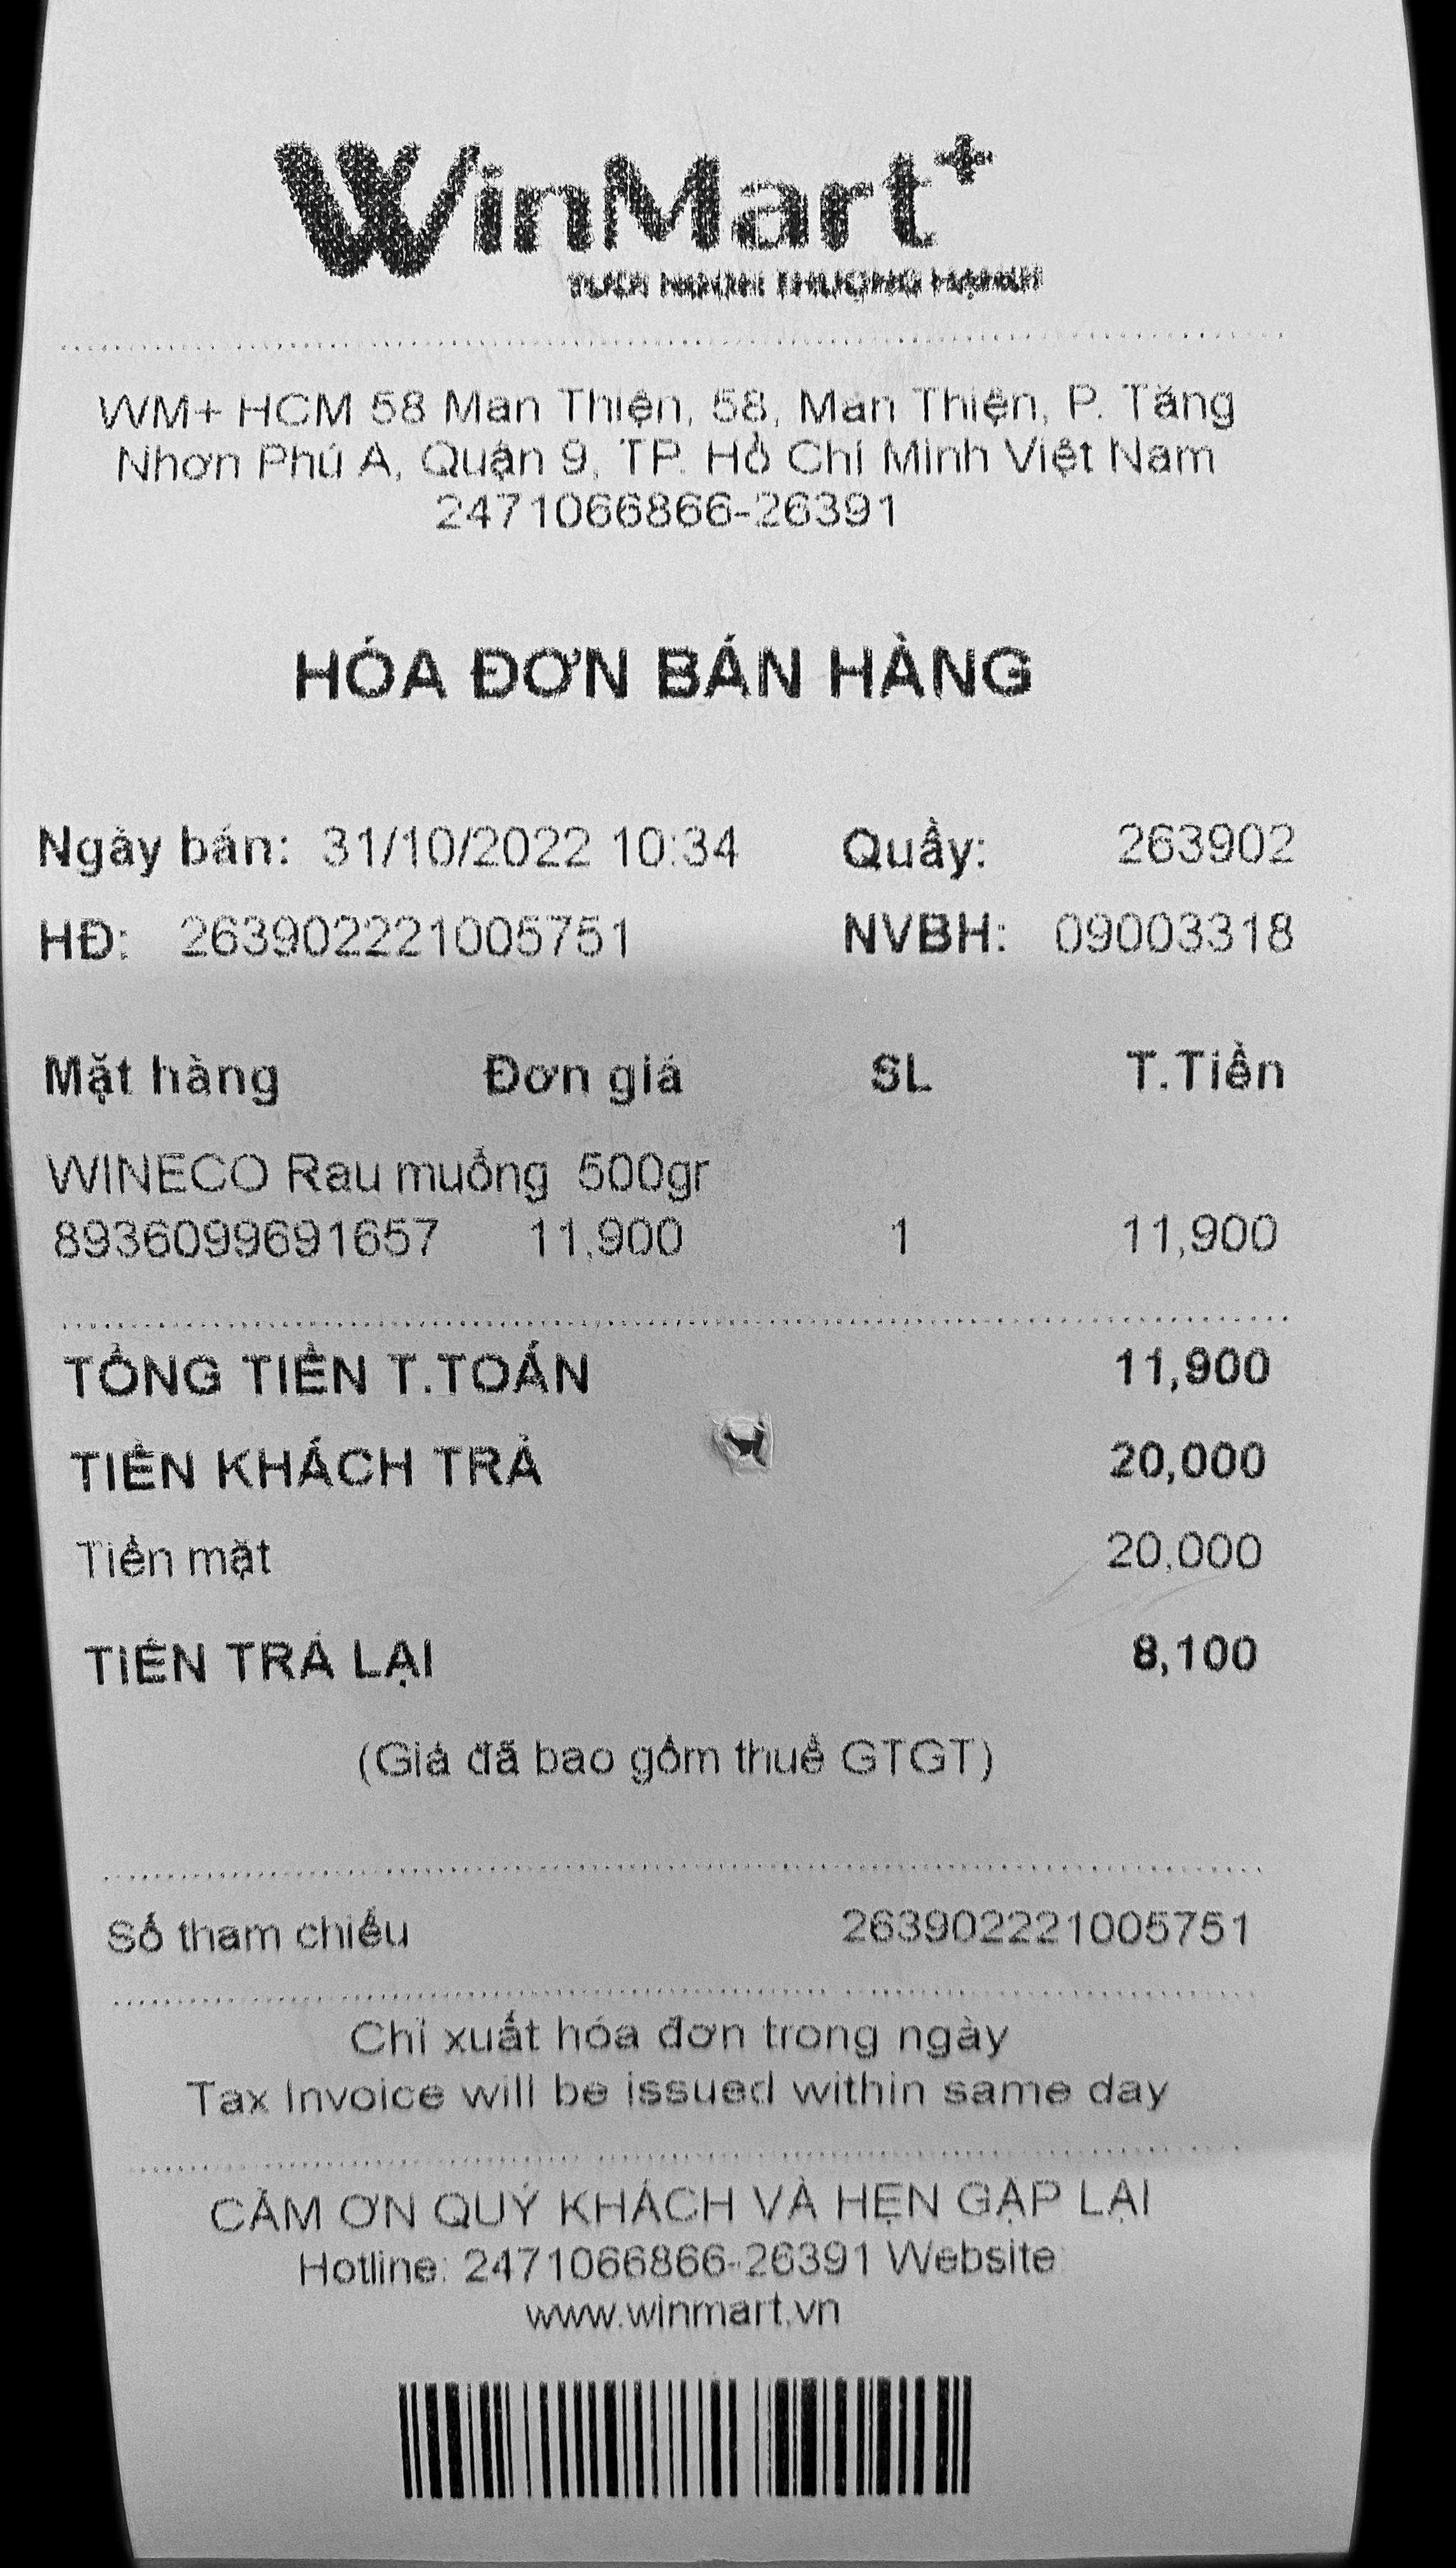 WinMart+
WM+ HCM 58 Man Thiện, 58, Man Thiện, P. Tăng
Nhơn Phú A, Quận 9, TP. Hồ Chí Minh Việt Nam
2471066866-26391
HÓA ĐƠN BÁN HÀNG
Ngày bán: 31/10/2022 10:34 Quầy: 263902
HĐ: 263902221005751 NVBH: 09003318
Mặt hàng Đơn giá SL T.Tiền
WINECO Rau muống 500gr
8936099691657 11,900 1 11,900
TỔNG TIỀN T.TOÁN 11,900
TIỀN KHÁCH TRẢ 20,000
Tiền mặt 20,000
TIỀN TRẢ LẠI 8,100
(Giá đã bao gồm thuế GTGT)
Số tham chiếu 263902221005751
Chỉ xuất hóa đơn trong ngày
Tax Invoice will be issued within same day
CẢM ƠN QUÝ KHÁCH VÀ HẸN GẶP LẠI
Hotline: 2471066866-26391 Website:
www.winmart.vn